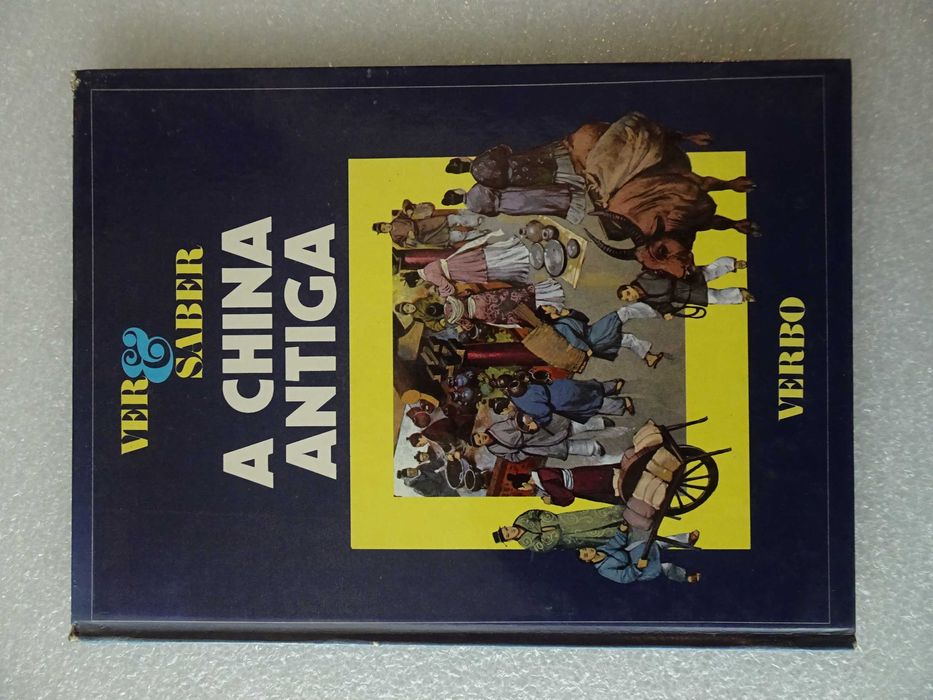 VER &
SABER
A CHINA
ANTIGA
VERBO